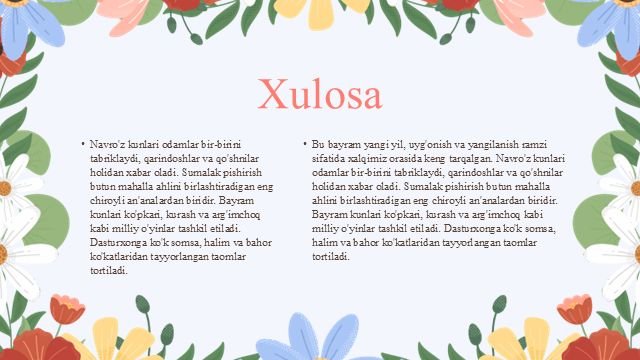 Xulosa
• Navro'z kunlari odamlar bir-birini
tabriklaydi, qarindoshlar va qo'shnilar
holidan xabar oladi. Sumalak pishirish
butun mahalla ahlini birlashtiradigan eng
chiroyli an'analardan biridir. Bayram
kunlari ko'pkari, kurash va arg'imchoq
kabi milliy o'yinlar tashkil etiladi.
Dasturxonga ko'k somsa, halim va bahor
ko'katlaridan tayyorlangan taomlar
tortiladi.
• Bu bayram yangi yil, uyg'onish va yangilanish ramzi
sifatida xalqimiz orasida keng tarqalgan. Navro'z kunlari
odamlar bir-birini tabriklaydi, qarindoshlar va qo'shnilar
holidan xabar oladi. Sumalak pishirish butun mahalla
ahlini birlashtiradigan eng chiroyli an'analardan biridir.
Bayram kunlari ko'pkari, kurash va arg'imchoq kabi
milliy o'yinlar tashkil etiladi. Dasturxonga ko'k somsa,
halim va bahor ko'katlaridan tayyorlangan taomlar
tortiladi.